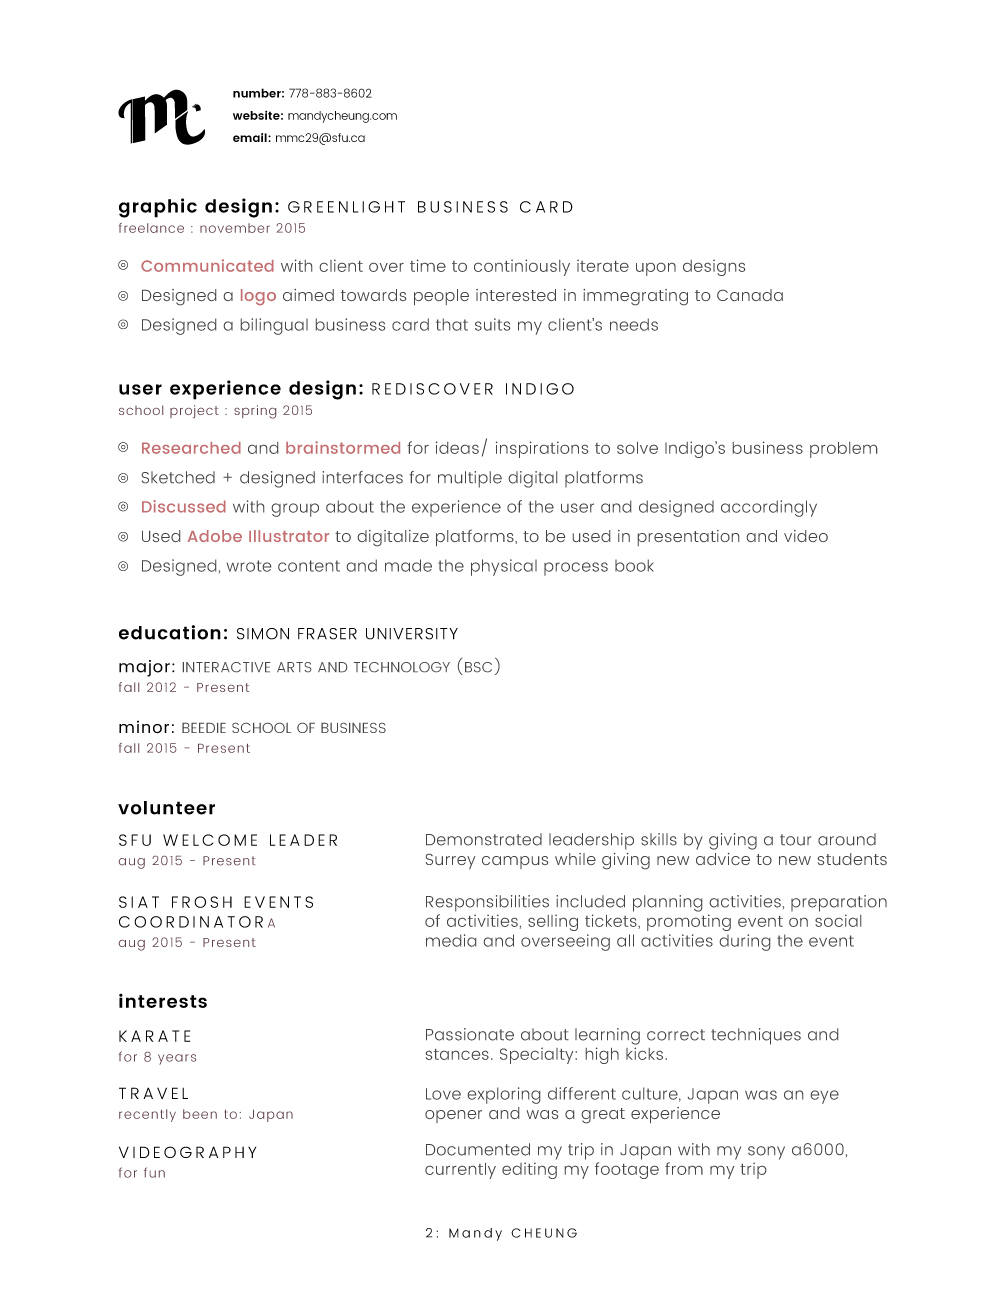 mc
number: 778-883-8602
website: mandycheung.com
email: mmc29@sfu.ca
graphic design: GREENLIGHT BUSINESS CARD
freelance : november 2015
◎ Communicated with client over time to continiously iterate upon designs
◎ Designed a logo aimed towards people interested in immegrating to Canada
◎ Designed a bilingual business card that suits my client's needs
user experience design: REDISCOVER INDIGO
school project : spring 2015
◎ Researched and brainstormed for ideas/ inspirations to solve Indigo's business problem
◎ Sketched + designed interfaces for multiple digital platforms
◎ Discussed with group about the experience of the user and designed accordingly
◎ Used Adobe Illustrator to digitalize platforms, to be used in presentation and video
◎ Designed, wrote content and made the physical process book
education: SIMON FRASER UNIVERSITY
major: INTERACTIVE ARTS AND TECHNOLOGY (BSC)
fall 2012 - Present
minor: BEEDIE SCHOOL OF BUSINESS
fall 2015 - Present
volunteer
SFU WELCOME LEADER
aug 2015 - Present
Demonstrated leadership skills by giving a tour around
Surrey campus while giving new advice to new students
SIAT FROSH EVENTS
COORDINATORA
aug 2015 - Present
Responsibilities included planning activities, preparation
of activities, selling tickets, promoting event on social
media and overseeing all activities during the event
interests
KARATE
for 8 years
Passionate about learning correct techniques and
stances. Specialty: high kicks.
TRAVEL
recently been to: Japan
Love exploring different culture, Japan was an eye
opener and was a great experience
VIDEOGRAPHY
for fun
Documented my trip in Japan with my sony a6000,
currently editing my footage from my trip
2: Mandy CHEUNG